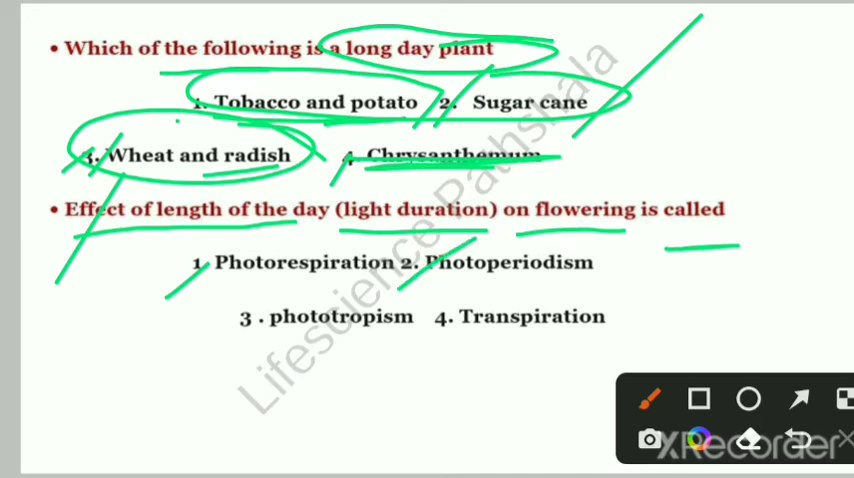 • Which of the following is a long day plant
1. Tobacco and potato 2. Sugar cane
3. Wheat and radish 4. Chrysanthemum
• Effect of length of the day (light duration) on flowering is called
1. Photorespiration 2. Photoperiodism
3 . phototropism 4. Transpiration
Lifescience Pathshala
XRecorder